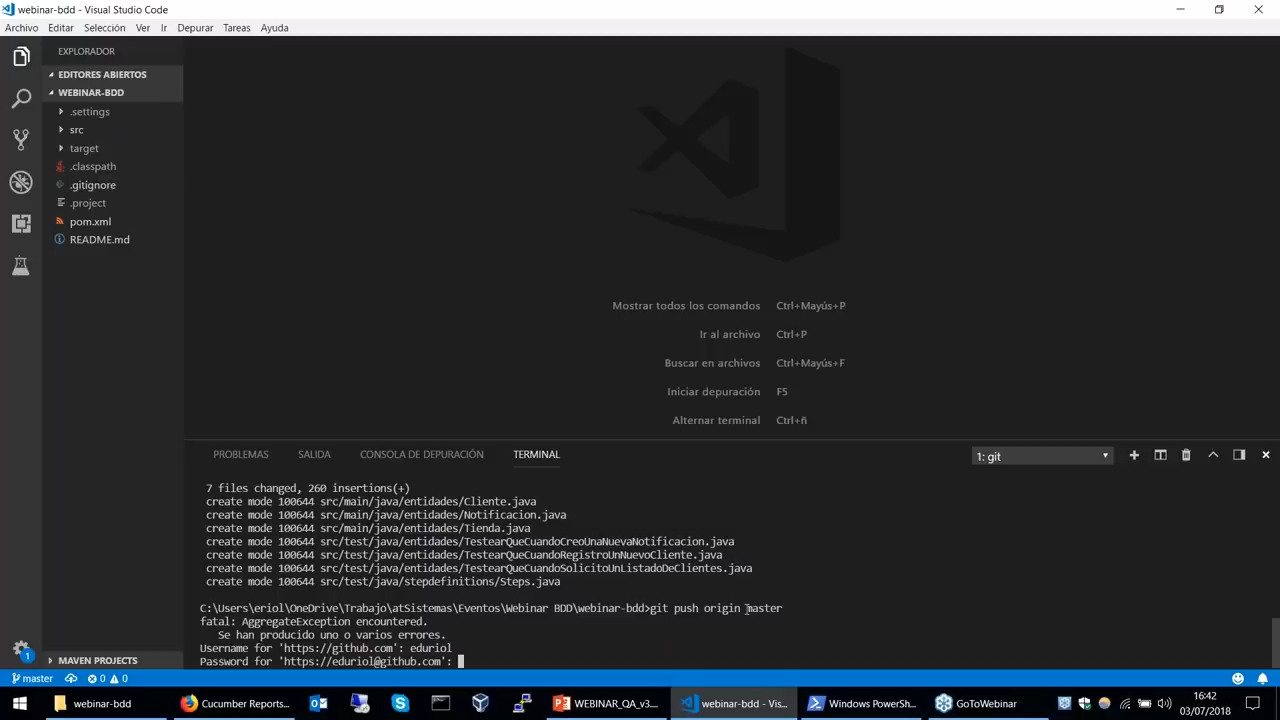 webinar-bdd - Visual Studio Code
Archivo Editar Selección Ver Ir Depurar Tareas Ayuda
EXPLORADOR
EDITORES ABIERTOS
WEBINAR-BDD
.settings
src
target
.classpath
.gitignore
.project
pom.xml
README.md
Mostrar todos los comandos Ctrl+Mayús+P
Ir al archivo Ctrl+P
Buscar en archivos Ctrl+Mayús+F
Iniciar depuración F5
Alternar terminal Ctrl+ñ
PROBLEMAS SALIDA CONSOLA DE DEPURACIÓN TERMINAL 1: git
7 files changed, 260 insertions(+)
create mode 100644 src/main/java/entidades/Cliente.java
create mode 100644 src/main/java/entidades/Notificacion.java
create mode 100644 src/main/java/entidades/Tienda.java
create mode 100644 src/test/java/entidades/TestearQueCuandoCreoUnaNuevaNotificacion.java
create mode 100644 src/test/java/entidades/TestearQueCuandoRegistroUnNuevoCliente.java
create mode 100644 src/test/java/entidades/TestearQueCuandoSolicitoUnListadoDeClientes.java
create mode 100644 src/test/java/stepdefinitions/Steps.java
C:\Users\eriol\OneDrive\Trabajo\atSistemas\Eventos\Webinar BDD\webinar-bdd>git push origin master
fatal: AggregateException encountered.
Se han producido uno o varios errores.
Username for 'https://github.com': eduriol
Password for 'https://eduriol@github.com':
MAVEN PROJECTS
1
master 0 0
webinar-bdd Cucumber Reports... WEBINAR_QA_v3.... webinar-bdd - Vis... Windows PowerSh... GoToWebinar
16:42
03/07/2018